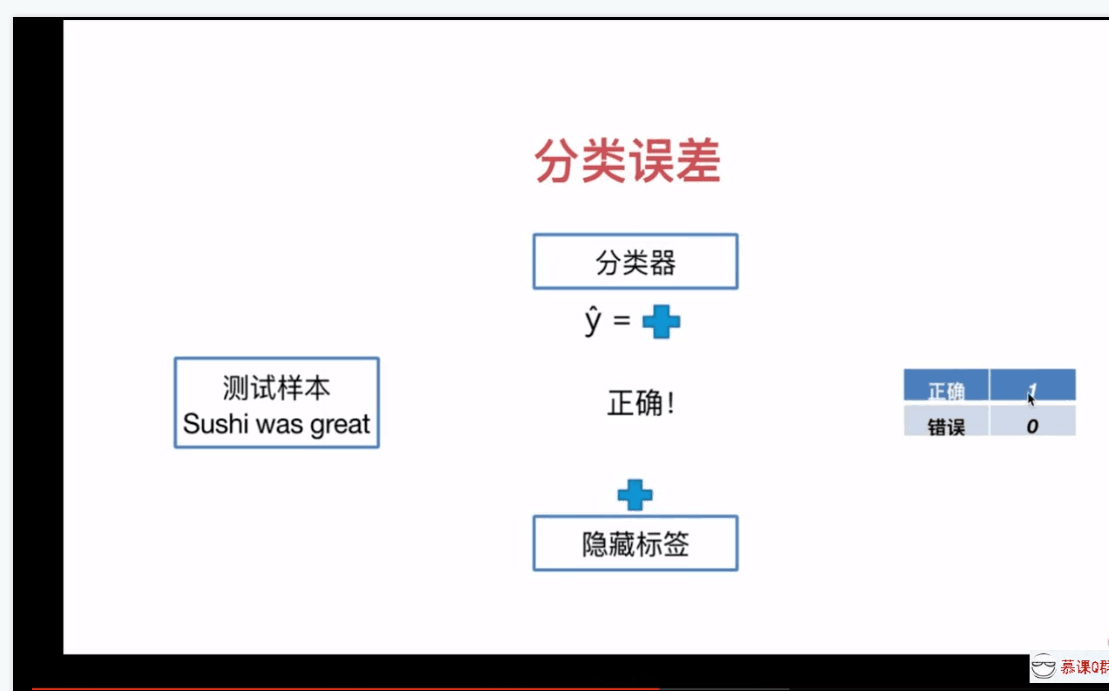 分类误差
分类器
ŷ =
测试样本
Sushi was great
正确!
正确 1
错误 0
隐藏标签
慕课Q群